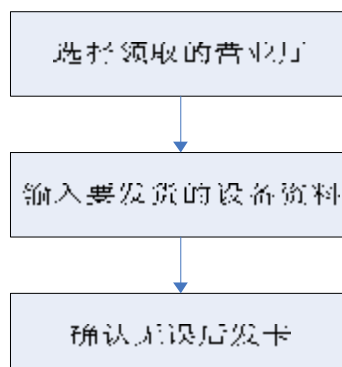 选择领取的营业厅
输入要发货的设备资料
确认无误后发卡